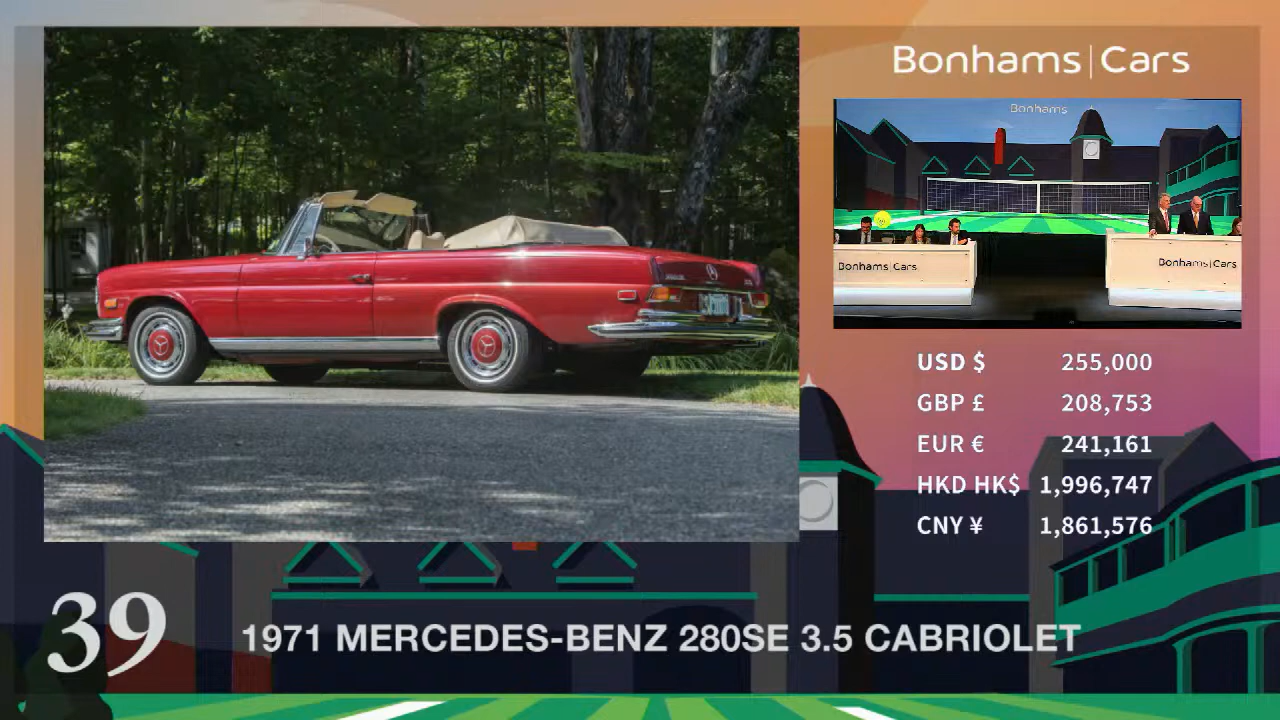 Bonhams|Cars
Bonhams
Bonhams|Cars
Bonhams|Cars
USD $ 255,000
GBP £ 208,753
EUR € 241,161
HKD HK$ 1,996,747
CNY ¥ 1,861,576
39
1971 MERCEDES-BENZ 280SE 3.5 CABRIOLET